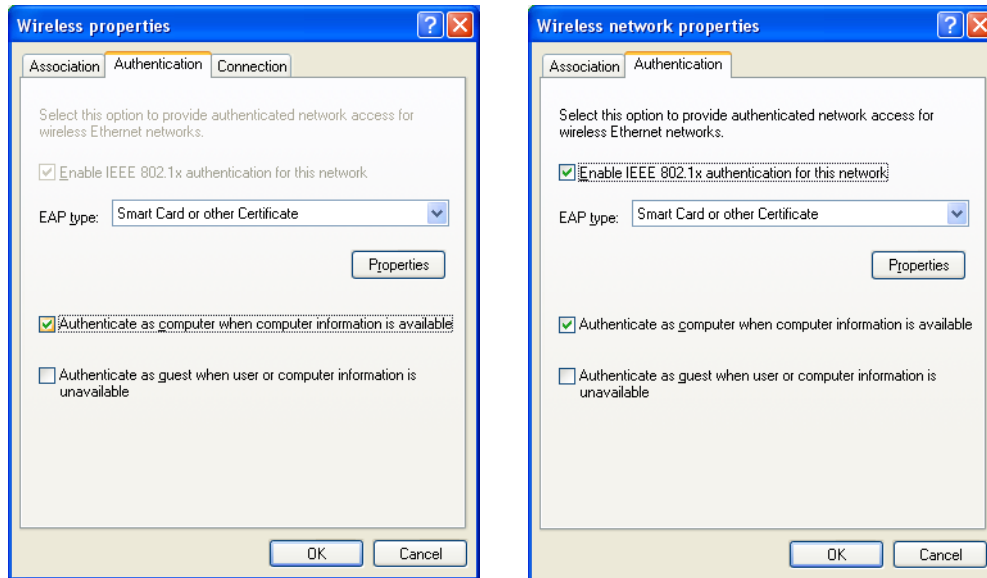 Wireless properties
Association Authentication Connection
Select this option to provide authenticated network access for
wireless Ethernet networks.
Enable IEEE 802.1x authentication for this network
EAP type: Smart Card or other Certificate
Properties
Authenticate as computer when computer information is available
Authenticate as guest when user or computer information is
unavailable
OK Cancel
Wireless network properties
Association Authentication
Select this option to provide authenticated network access for
wireless Ethernet networks.
Enable IEEE 802.1x authentication for this network
EAP type: Smart Card or other Certificate
Properties
Authenticate as computer when computer information is available
Authenticate as guest when user or computer information is
unavailable
OK Cancel